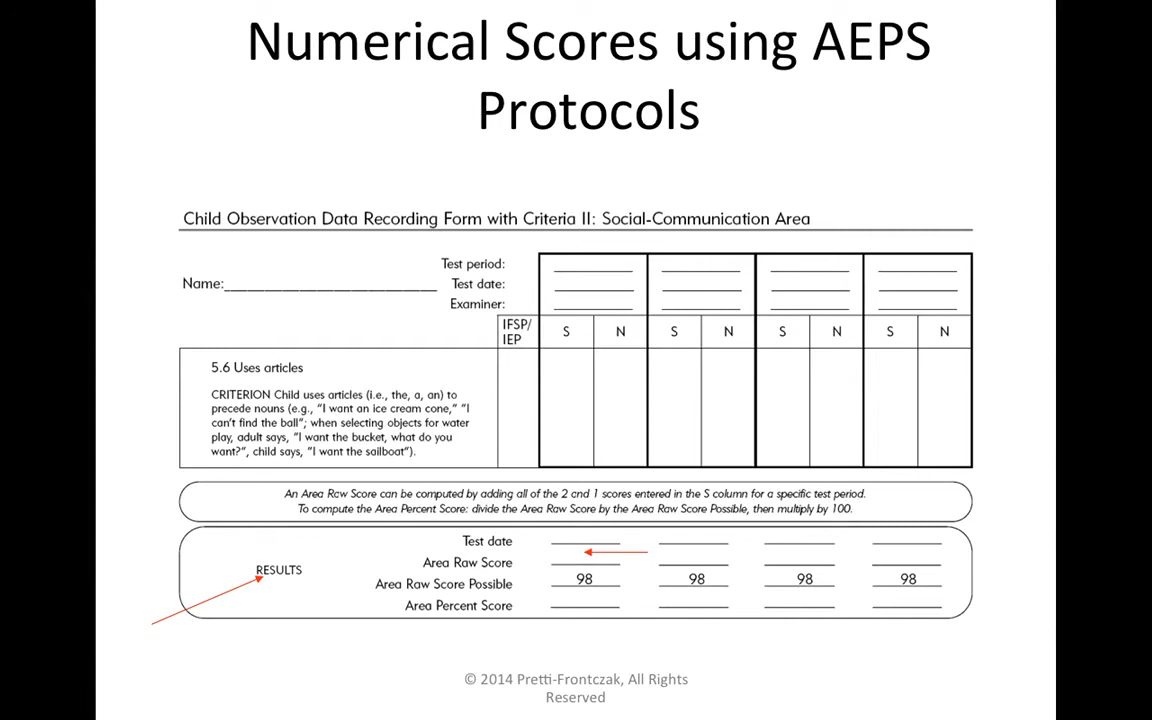 Numerical Scores using AEPS
Protocols
Child Observation Data Recording Form with Criteria II: Social-Communication Area
Test period:
Name: Test date:
Examiner:
IFSP/
IEP
S N S N S N S N
5.6 Uses articles
CRITERION Child uses articles (i.e., the, a, an) to
precede nouns (e.g., "I want an ice cream cone," "I
can't find the ball"; when selecting objects for water
play, adult says, "I want the bucket, what do you
want?", child says, "I want the sailboat").
An Area Raw Score can be computed by adding all of the 2 and 1 scores entered in the S column for a specific test period.
To compute the Area Percent Score: divide the Area Raw Score by the Area Raw Score Possible, then multiply by 100.
Test date
Area Raw Score
RESULTS
Area Raw Score Possible 98 98 98 98
Area Percent Score
© 2014 Pretti-Frontczak, All Rights
Reserved